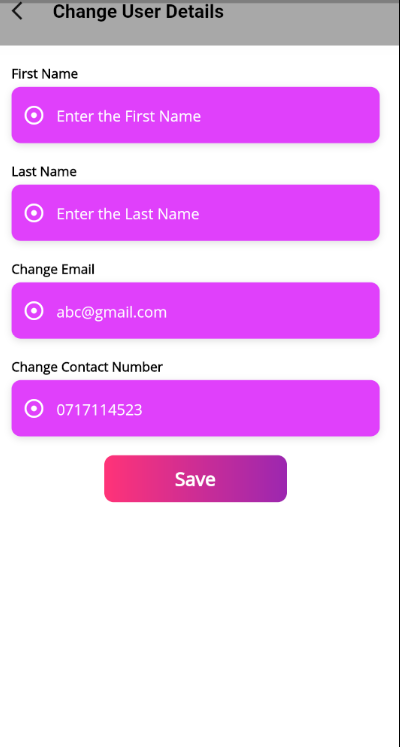 Change User Details
First Name
Enter the First Name
Last Name
Enter the Last Name
Change Email
abc@gmail.com
Change Contact Number
0717114523
Save